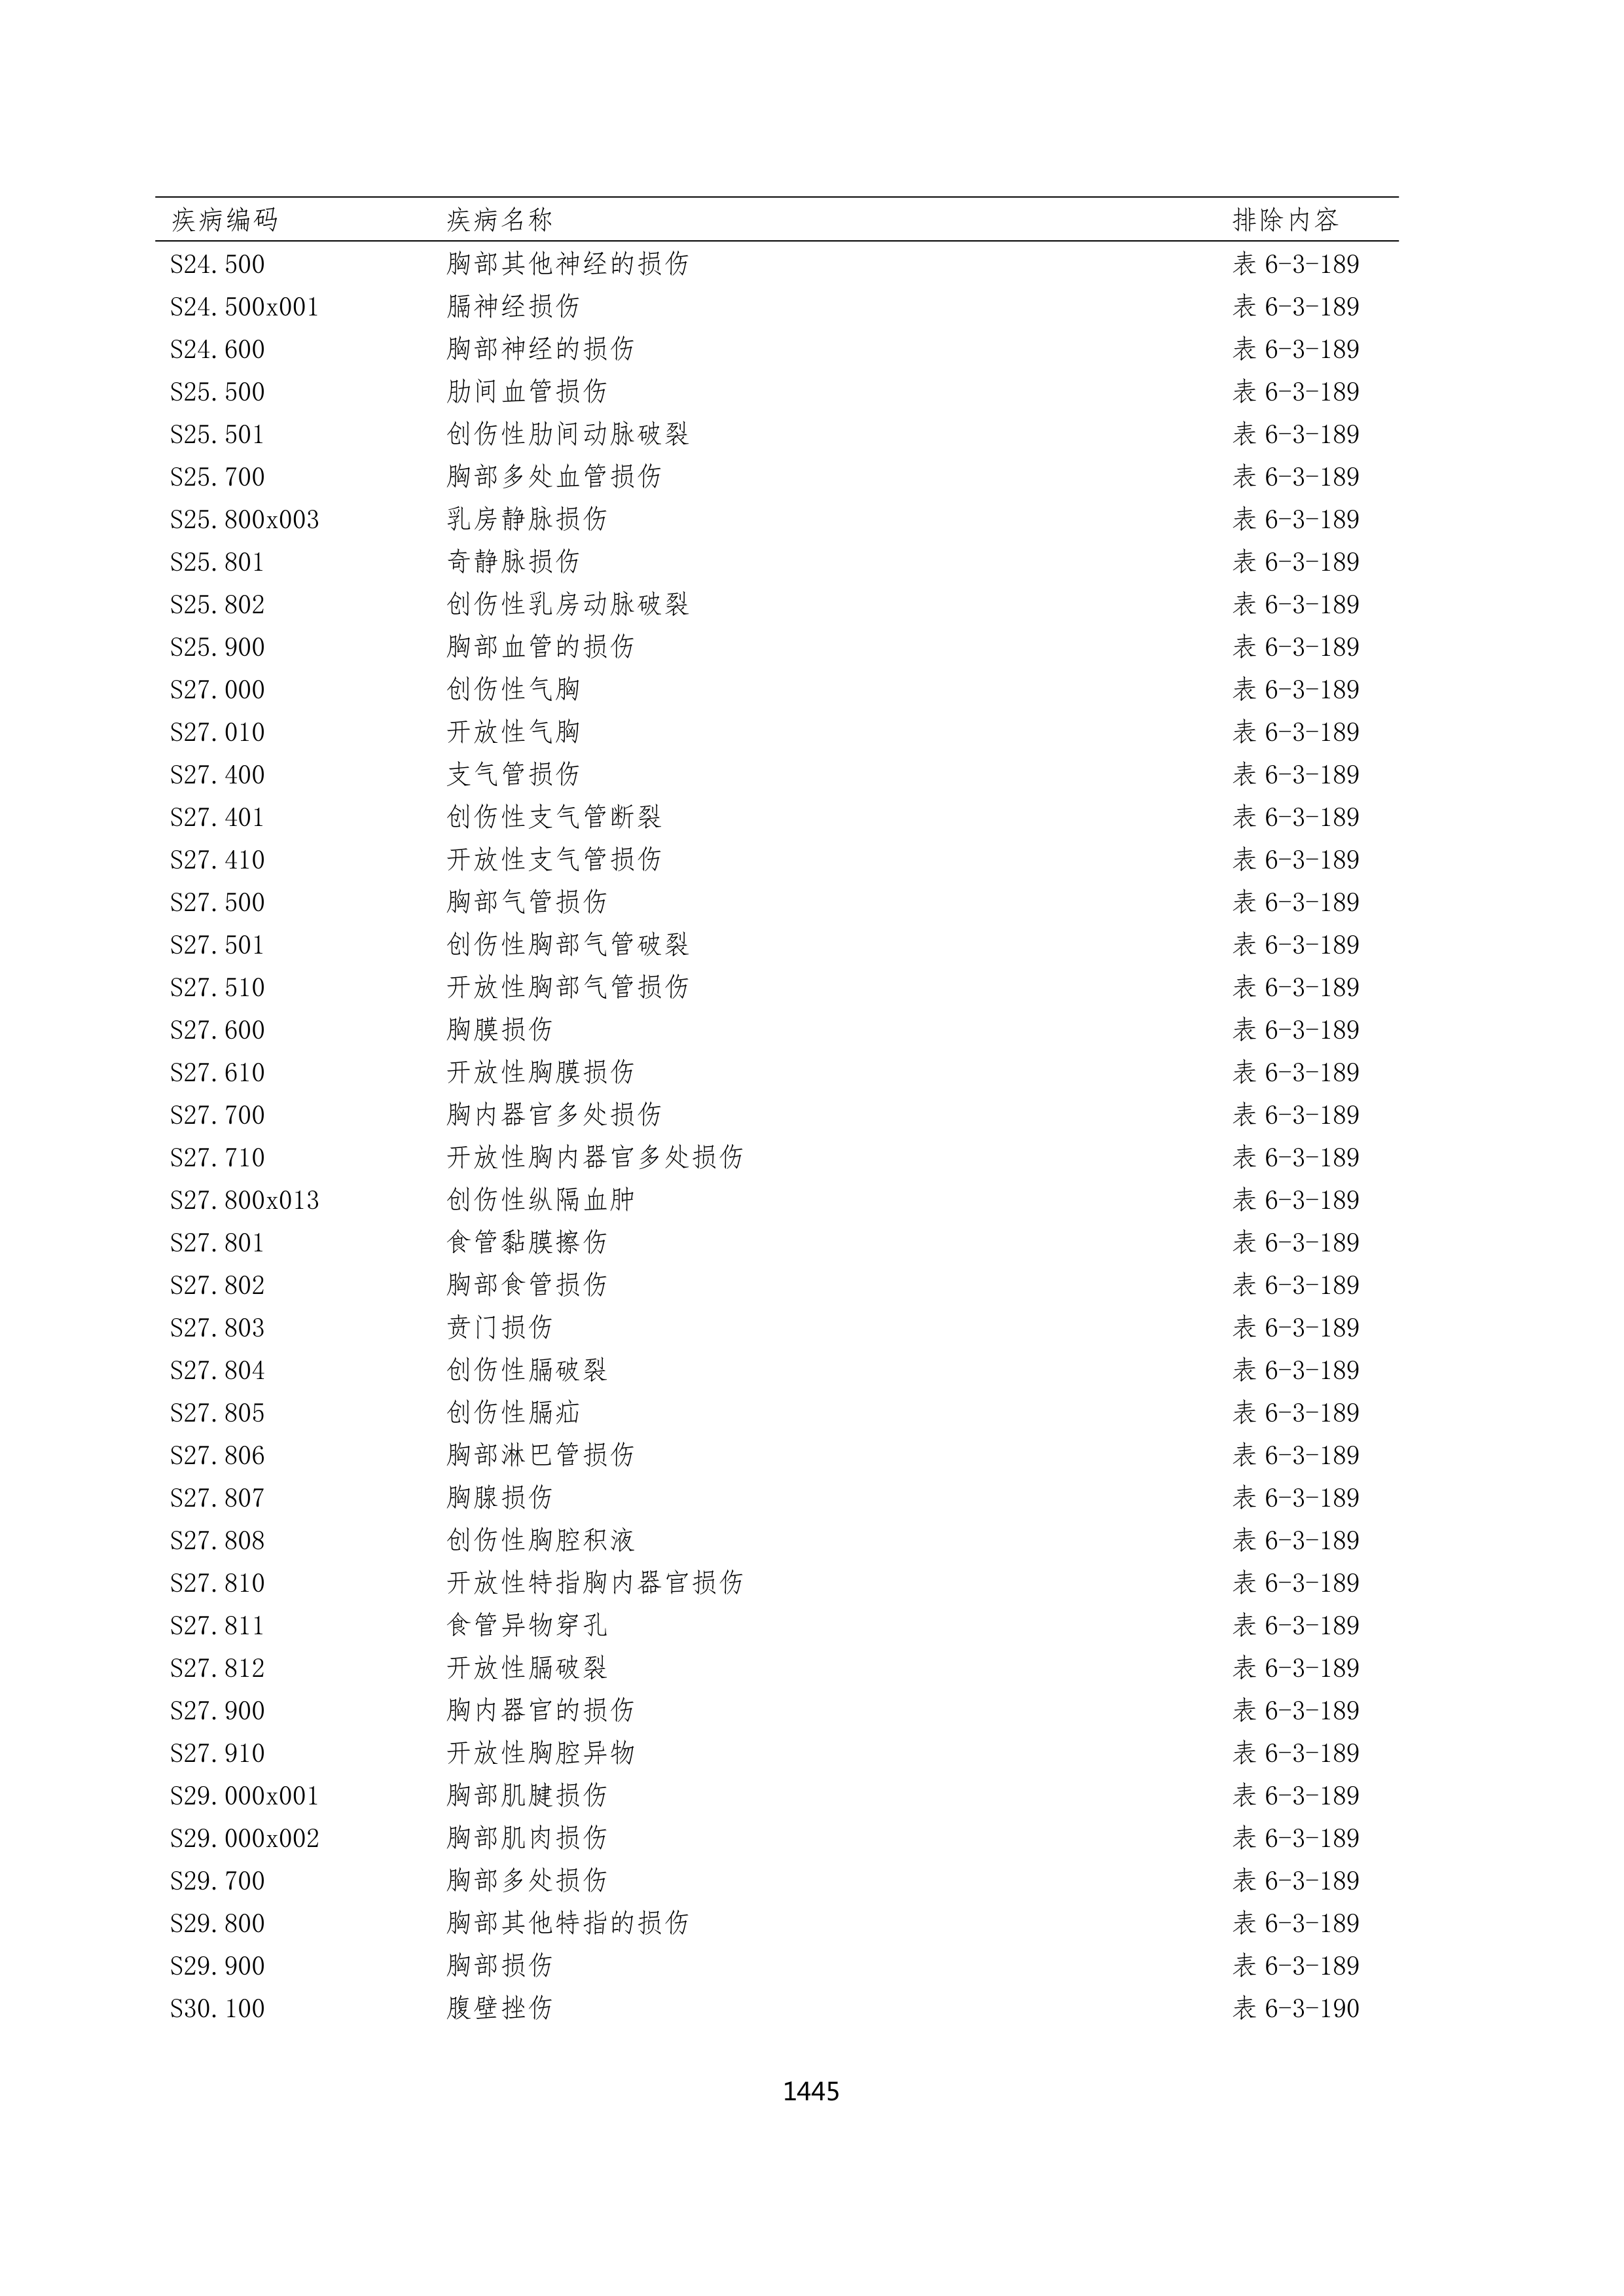 疾病编码 疾病名称 排除内容
S24.500 胸部其他神经的损伤 表 6-3-189
S24.500x001 膈神经损伤 表 6-3-189
S24.600 胸部神经的损伤 表 6-3-189
S25.500 肋间血管损伤 表 6-3-189
S25.501 创伤性肋间动脉破裂 表 6-3-189
S25.700 胸部多处血管损伤 表 6-3-189
S25.800x003 乳房静脉损伤 表 6-3-189
S25.801 奇静脉损伤 表 6-3-189
S25.802 创伤性乳房动脉破裂 表 6-3-189
S25.900 胸部血管的损伤 表 6-3-189
S27.000 创伤性气胸 表 6-3-189
S27.010 开放性气胸 表 6-3-189
S27.400 支气管损伤 表 6-3-189
S27.401 创伤性支气管断裂 表 6-3-189
S27.410 开放性支气管损伤 表 6-3-189
S27.500 胸部气管损伤 表 6-3-189
S27.501 创伤性胸部气管破裂 表 6-3-189
S27.510 开放性胸部气管损伤 表 6-3-189
S27.600 胸膜损伤 表 6-3-189
S27.610 开放性胸膜损伤 表 6-3-189
S27.700 胸内器官多处损伤 表 6-3-189
S27.710 开放性胸内器官多处损伤 表 6-3-189
S27.800x013 创伤性纵隔血肿 表 6-3-189
S27.801 食管黏膜擦伤 表 6-3-189
S27.802 胸部食管损伤 表 6-3-189
S27.803 贲门损伤 表 6-3-189
S27.804 创伤性膈破裂 表 6-3-189
S27.805 创伤性膈疝 表 6-3-189
S27.806 胸部淋巴管损伤 表 6-3-189
S27.807 胸腺损伤 表 6-3-189
S27.808 创伤性胸腔积液 表 6-3-189
S27.810 开放性特指胸内器官损伤 表 6-3-189
S27.811 食管异物穿孔 表 6-3-189
S27.812 开放性膈破裂 表 6-3-189
S27.900 胸内器官的损伤 表 6-3-189
S27.910 开放性胸腔异物 表 6-3-189
S29.000x001 胸部肌腱损伤 表 6-3-189
S29.000x002 胸部肌肉损伤 表 6-3-189
S29.700 胸部多处损伤 表 6-3-189
S29.800 胸部其他特指的损伤 表 6-3-189
S29.900 胸部损伤 表 6-3-189
S30.100 腹壁挫伤 表 6-3-190
1445